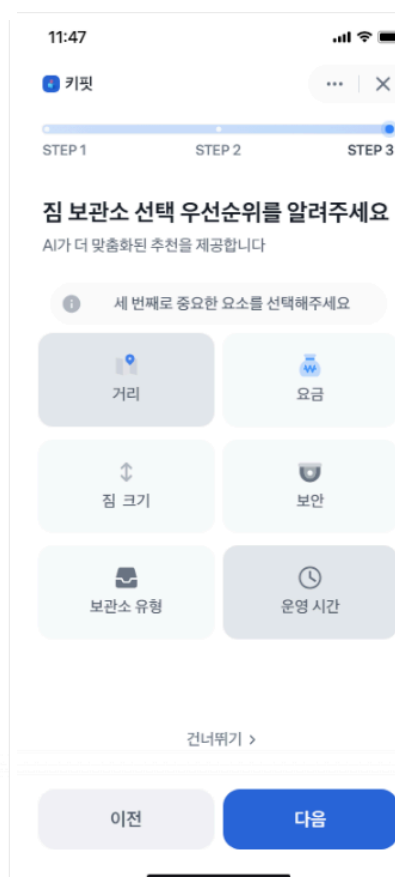 11:47
키핏
STEP 1 STEP 2 STEP 3
짐 보관소 선택 우선순위를 알려주세요
AI가 더 맞춤화된 추천을 제공합니다
세 번째로 중요한 요소를 선택해주세요
거리 요금
짐 크기 보안
보관소 유형 운영 시간
건너뛰기 >
이전 다음